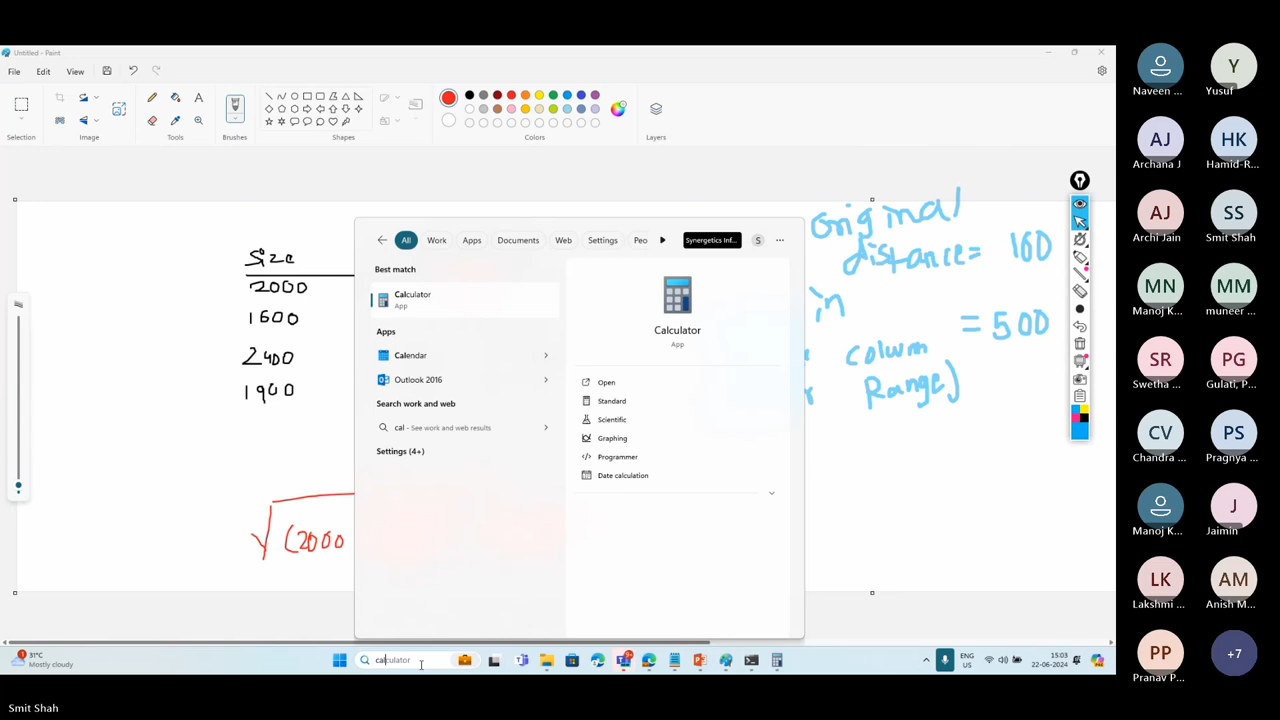 Untitled - Paint
File Edit View
Selection Image Tools Brushes Shapes Colors Layers
Size
2000
1600
2400
1900
√(2000
original
distance= 100
in
= 500
colum
Range)
All Work Apps Documents Web Settings Peo Synergetics Inf... S
Best match
Calculator
App
Apps
Calendar
Outlook 2016
Search work and web
cal - See work and web results
Settings (4+)
Calculator
App
Open
Standard
Scientific
Graphing
Programmer
Date calculation
31°C
Mostly cloudy
calculator
ENG
US
15:03
22-06-2024
Naveen ...
Y
Yusuf
AJ
Archana J
HK
Hamid-R...
AJ
Archi Jain
SS
Smit Shah
MN
Manoj K...
MM
muneer ...
SR
Swetha ...
PG
Gulati, P...
CV
Chandra ...
PS
Pragnya ...
Manoj K...
J
Jaimin
LK
Lakshmi ...
AM
Anish M...
PP
Pranav P...
+7
Smit Shah